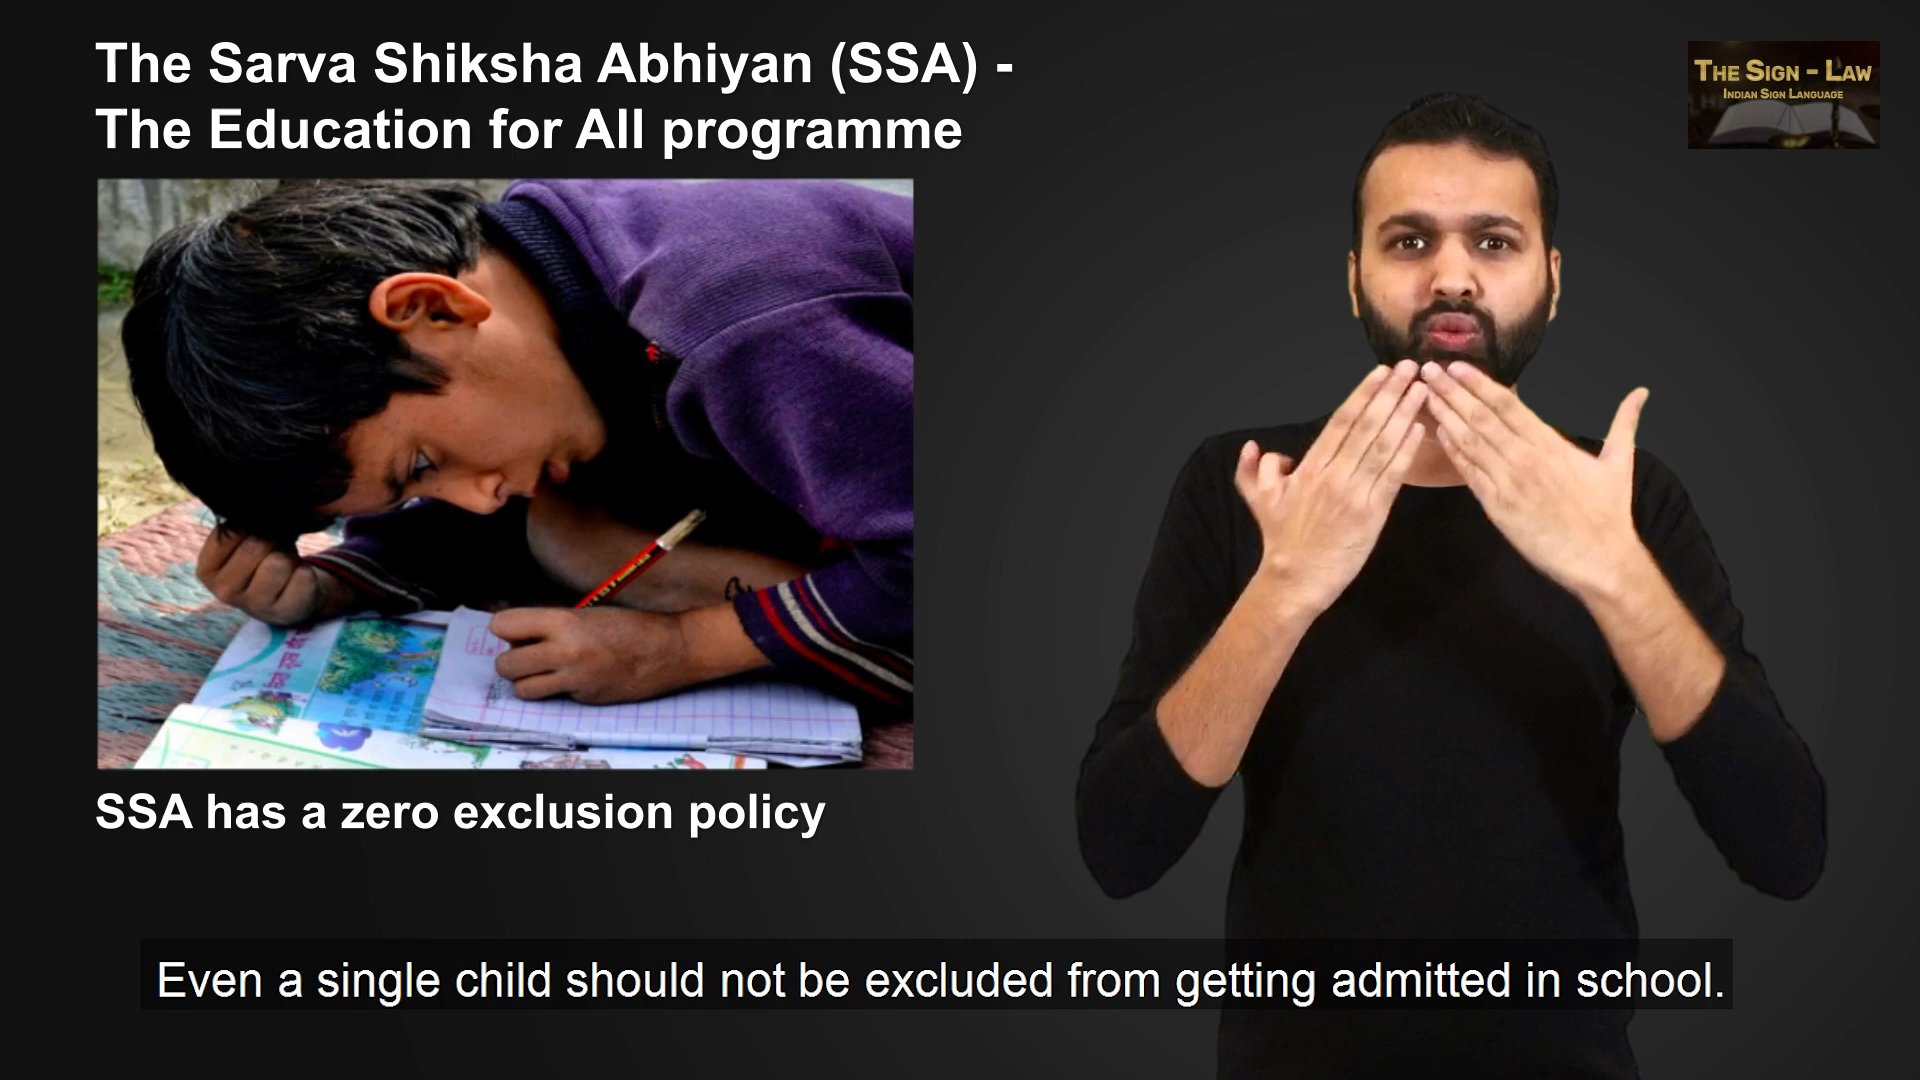 The Sarva Shiksha Abhiyan (SSA) -
The Education for All programme
THE SIGN - LAW
INDIAN SIGN LANGUAGE
SSA has a zero exclusion policy
Even a single child should not be excluded from getting admitted in school.